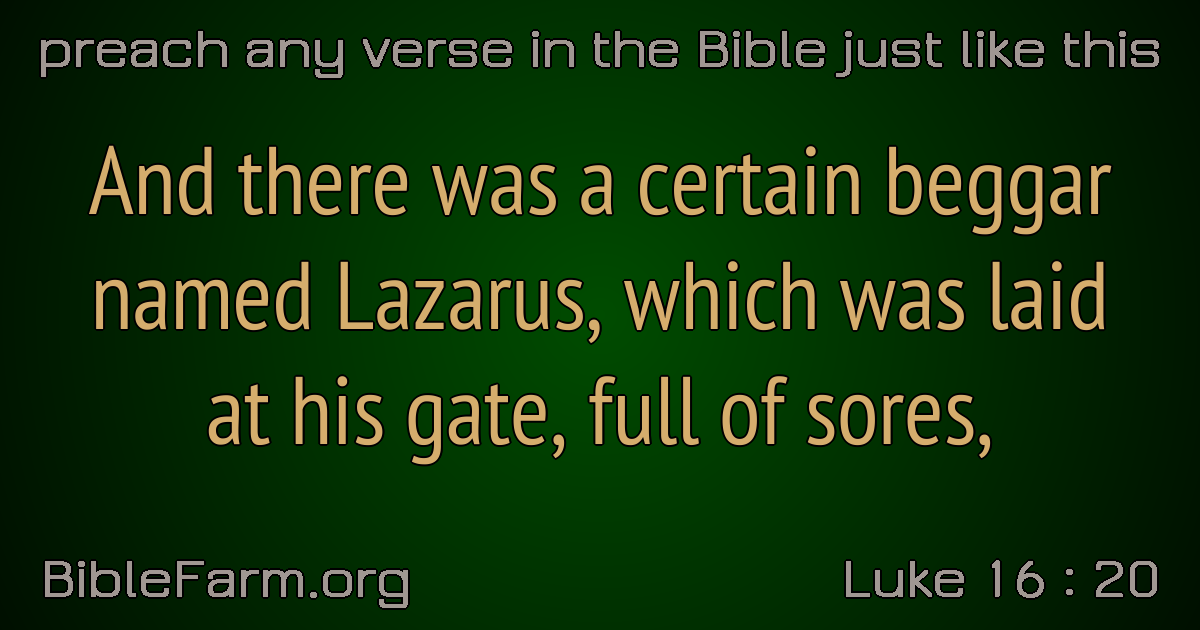 preach any verse in the Bible just like this
And there was a certain beggar
named Lazarus, which was laid
at his gate, full of sores,
BibleFarm.org
Luke 16 : 20